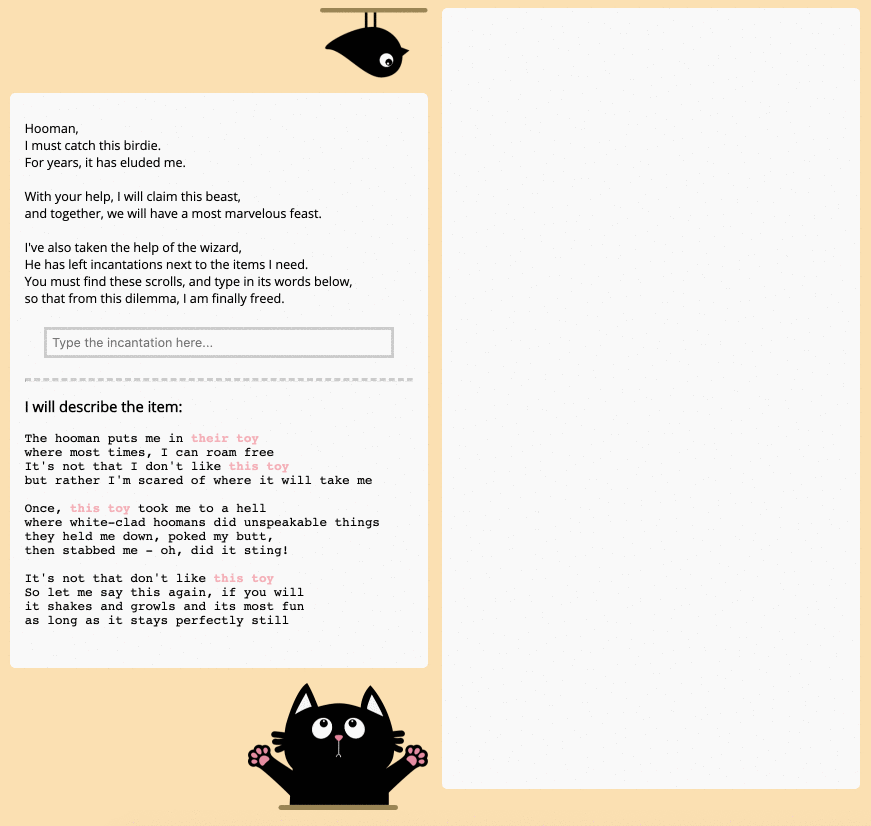 Hooman,
I must catch this birdie.
For years, it has eluded me.
With your help, I will claim this beast,
and together, we will have a most marvelous feast.
I've also taken the help of the wizard,
He has left incantations next to the items I need.
You must find these scrolls, and type in its words below,
so that from this dilemma, I am finally freed.
Type the incantation here...
I will describe the item:
The hooman puts me in their toy
where most times, I can roam free
It's not that I don't like this toy
but rather I'm scared of where it will take me
Once, this toy took me to a hell
where white-clad hoomans did unspeakable things
they held me down, poked my butt,
then stabbed me - oh, did it sting!
It's not that don't like this toy
So let me say this again, if you will
it shakes and growls and its most fun
as long as it stays perfectly still